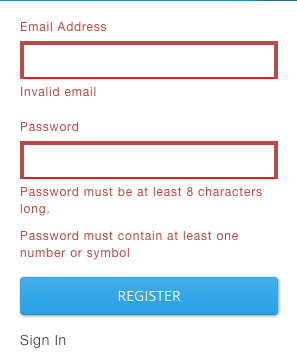 Email Address
Invalid email
Password
Password must be at least 8 characters
long.
Password must contain at least one
number or symbol
REGISTER
Sign In